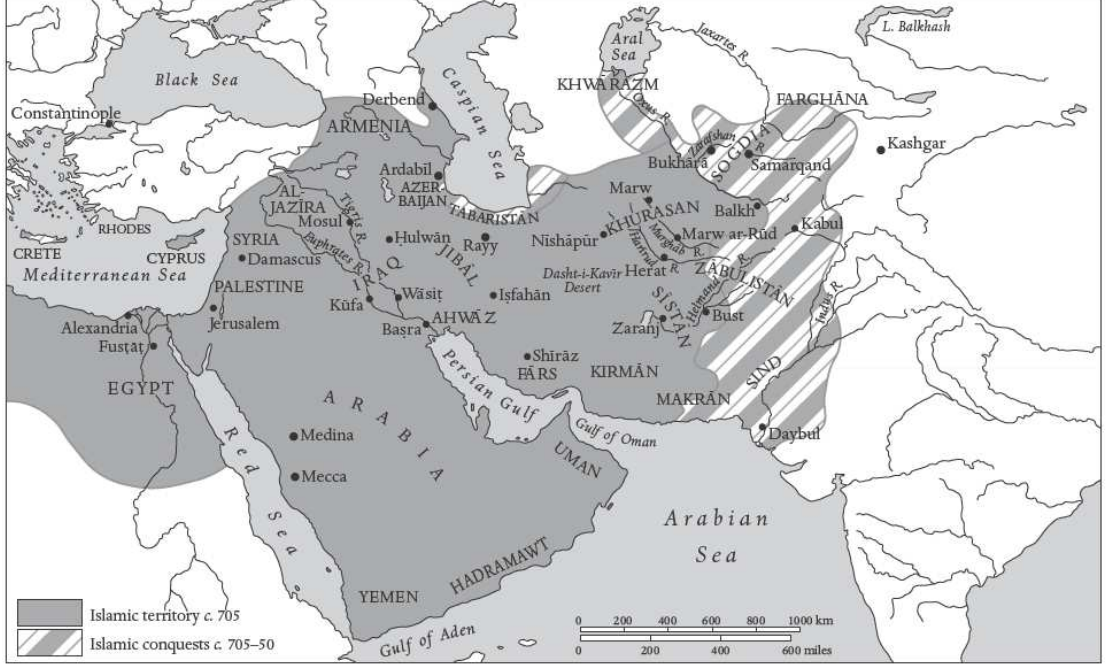 L. Balkhash
Aral
Sea
Jaxartes R.
Black Sea
Caspian
Sea
KHWĀRAZM
Oxus R.
FARGHĀNA
Derbend
Constantinople
ARMENIA
Zarafshan
R.
SOGDIA
Kashgar
Bukhārā
Samarqand
Ardabīl
AZER-
BAIJAN
AL-
JAZĪRA
Mosul
Tigris R.
TABARISTĀN
Marw
KHURASAN
Balkh
RHODES
Ḥulwān
Rayy
Nīshāpūr
Murghāb
R.
Marw ar-Rūd
Kabul
CRETE
CYPRUS
SYRIA
Euphrates R.
JIBĀL
Harīrud
R.
Mediterranean Sea
Damascus
IRAQ
Dasht-i-Kavīr
Desert
Herat
ZĀBULISTĀN
PALESTINE
Kūfa
Wāsiṭ
Iṣfahān
SĪSTĀN
Helmand
R.
Indus R.
Alexandria
Jerusalem
Baṣra
AHWĀZ
Zaranj
Bust
Fusṭāṭ
Shīrāz
FĀRS
KIRMĀN
SIND
EGYPT
Persian Gulf
MAKRĀN
ARABIA
Gulf of Oman
Daybul
Medina
UMAN
Red
Sea
Mecca
Arabian
Sea
HADRAMAWT
YEMEN
Gulf of Aden
Islamic territory c. 705
Islamic conquests c. 705–50
0 200 400 600 800 1000 km
0 200 400 600 miles